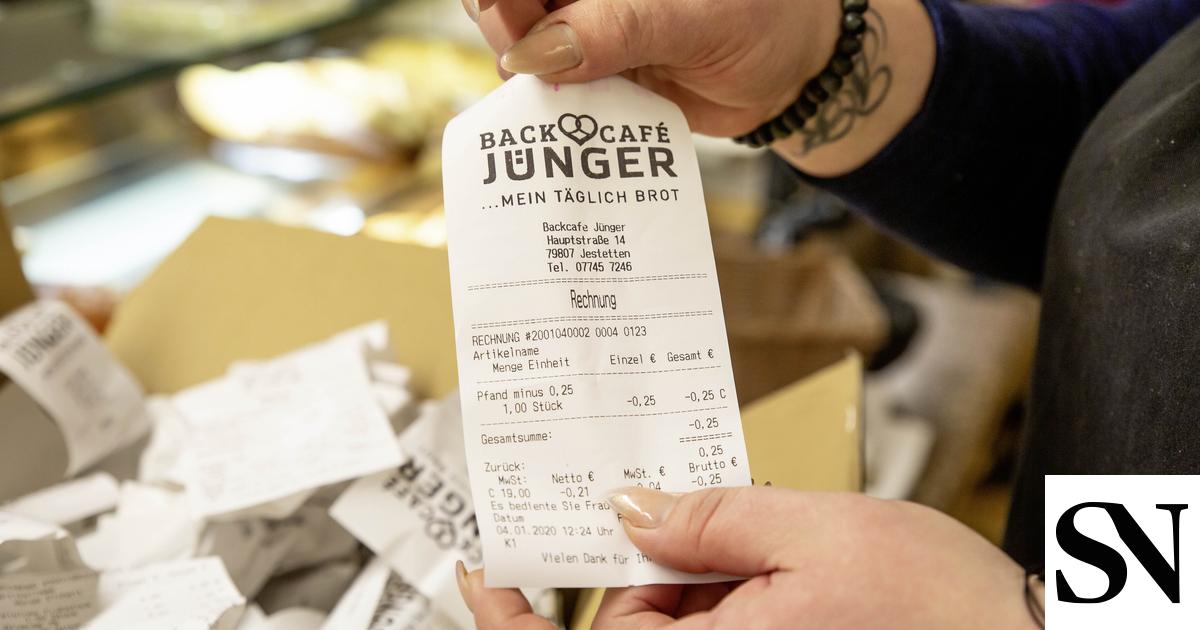 BACK CAFÉ
JÜNGER
...MEIN TÄGLICH BROT
Backcafe Jünger
Hauptstraße 14
79807 Jestetten
Tel. 07745 7246
Rechnung
RECHNUNG #2001040002 0004 0123
Artikelname
Menge Einheit Einzel € Gesamt €
Pfand minus 0,25
1,00 Stück -0,25 -0,25 C
Gesamtsumme: -0,25
Zurück: 0,25
MwSt: Netto € MwSt. € Brutto €
C 19,00 -0,21 -0,25
Es bediente Sie Frau
Datum
04.01.2020 12:24 Uhr
K1
Vielen Dank für
CAFÉ
SN